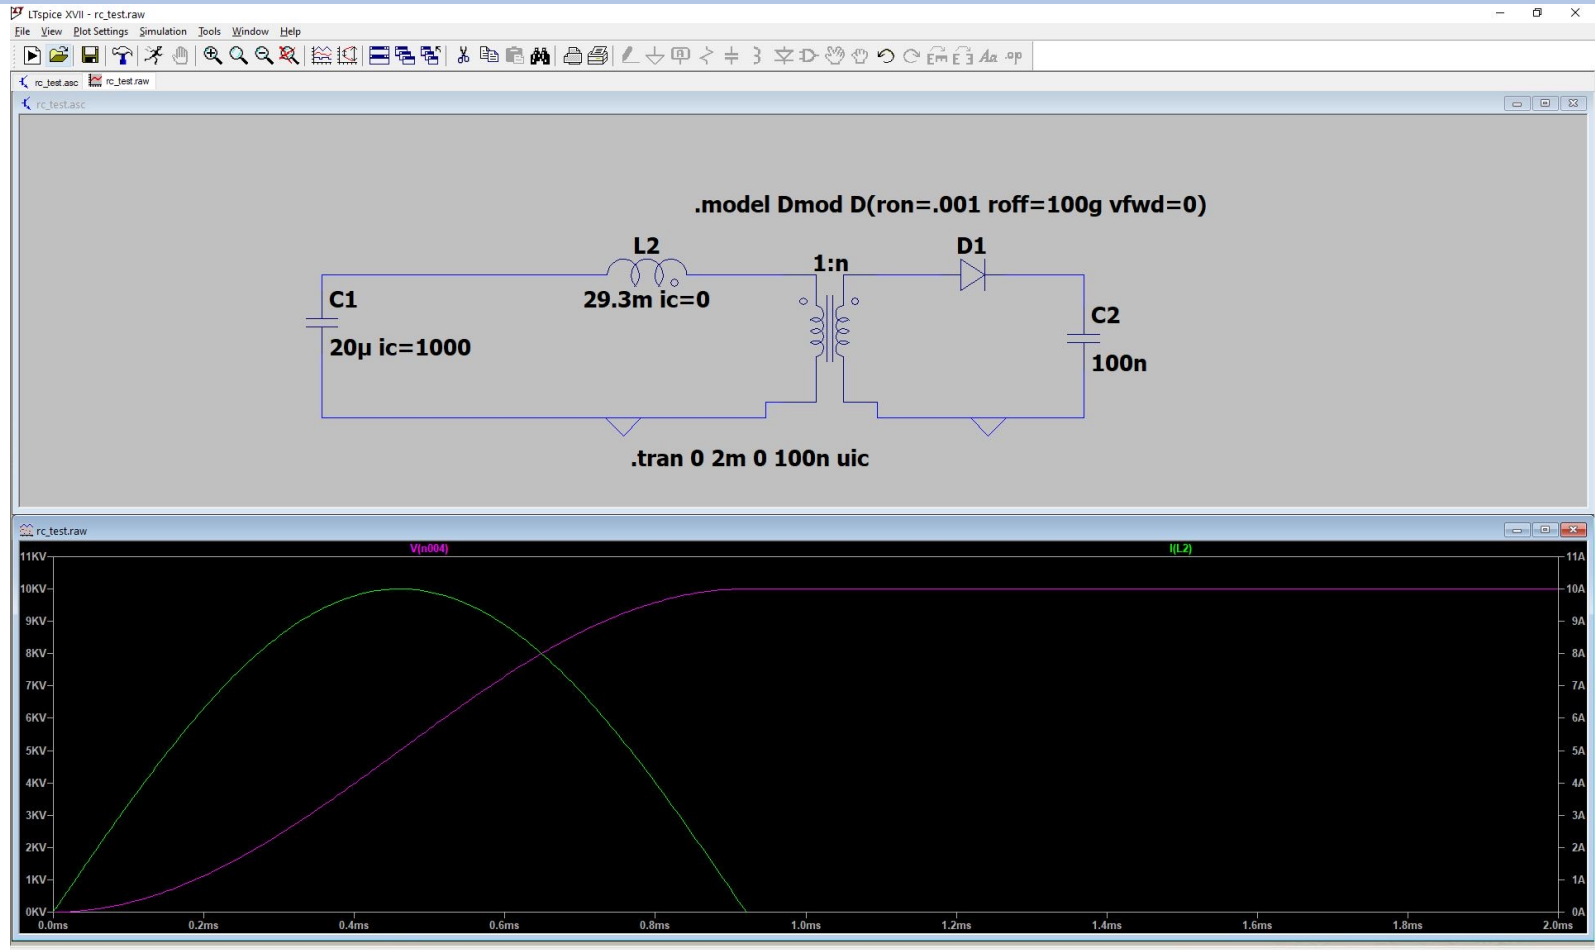 LTspice XVII - rc_test.raw
File View Plot Settings Simulation Tools Window Help
rc_test.asc rc_test.raw
rc_test.asc
.model Dmod D(ron=.001 roff=100g vfwd=0)
L2
D1
1:n
C1
29.3m ic=0
C2
20µ ic=1000
100n
.tran 0 2m 0 100n uic
rc_test.raw
V(n004) I(L2)
11KV 11A
10KV 10A
9KV 9A
8KV 8A
7KV 7A
6KV 6A
5KV 5A
4KV 4A
3KV 3A
2KV 2A
1KV 1A
0KV 0A
0.0ms 0.2ms 0.4ms 0.6ms 0.8ms 1.0ms 1.2ms 1.4ms 1.6ms 1.8ms 2.0ms